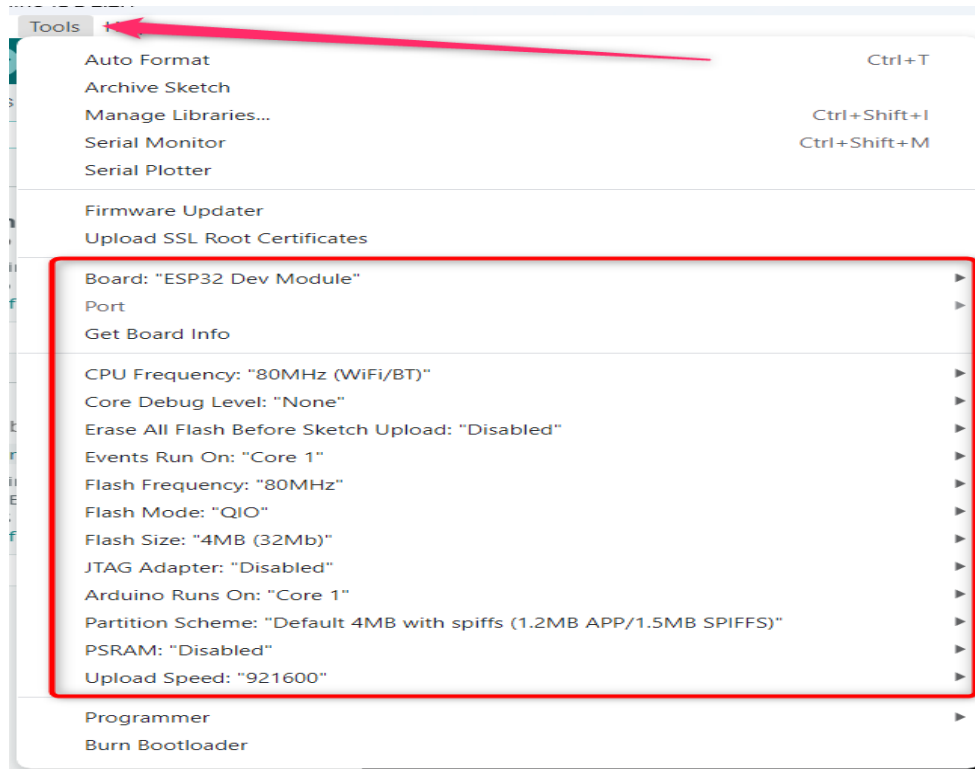 Tools
Auto Format Ctrl+T
Archive Sketch
Manage Libraries... Ctrl+Shift+I
Serial Monitor Ctrl+Shift+M
Serial Plotter
Firmware Updater
Upload SSL Root Certificates
Board: "ESP32 Dev Module"
Port
Get Board Info
CPU Frequency: "80MHz (WiFi/BT)"
Core Debug Level: "None"
Erase All Flash Before Sketch Upload: "Disabled"
Events Run On: "Core 1"
Flash Frequency: "80MHz"
Flash Mode: "QIO"
Flash Size: "4MB (32Mb)"
JTAG Adapter: "Disabled"
Arduino Runs On: "Core 1"
Partition Scheme: "Default 4MB with spiffs (1.2MB APP/1.5MB SPIFFS)"
PSRAM: "Disabled"
Upload Speed: "921600"
Programmer
Burn Bootloader